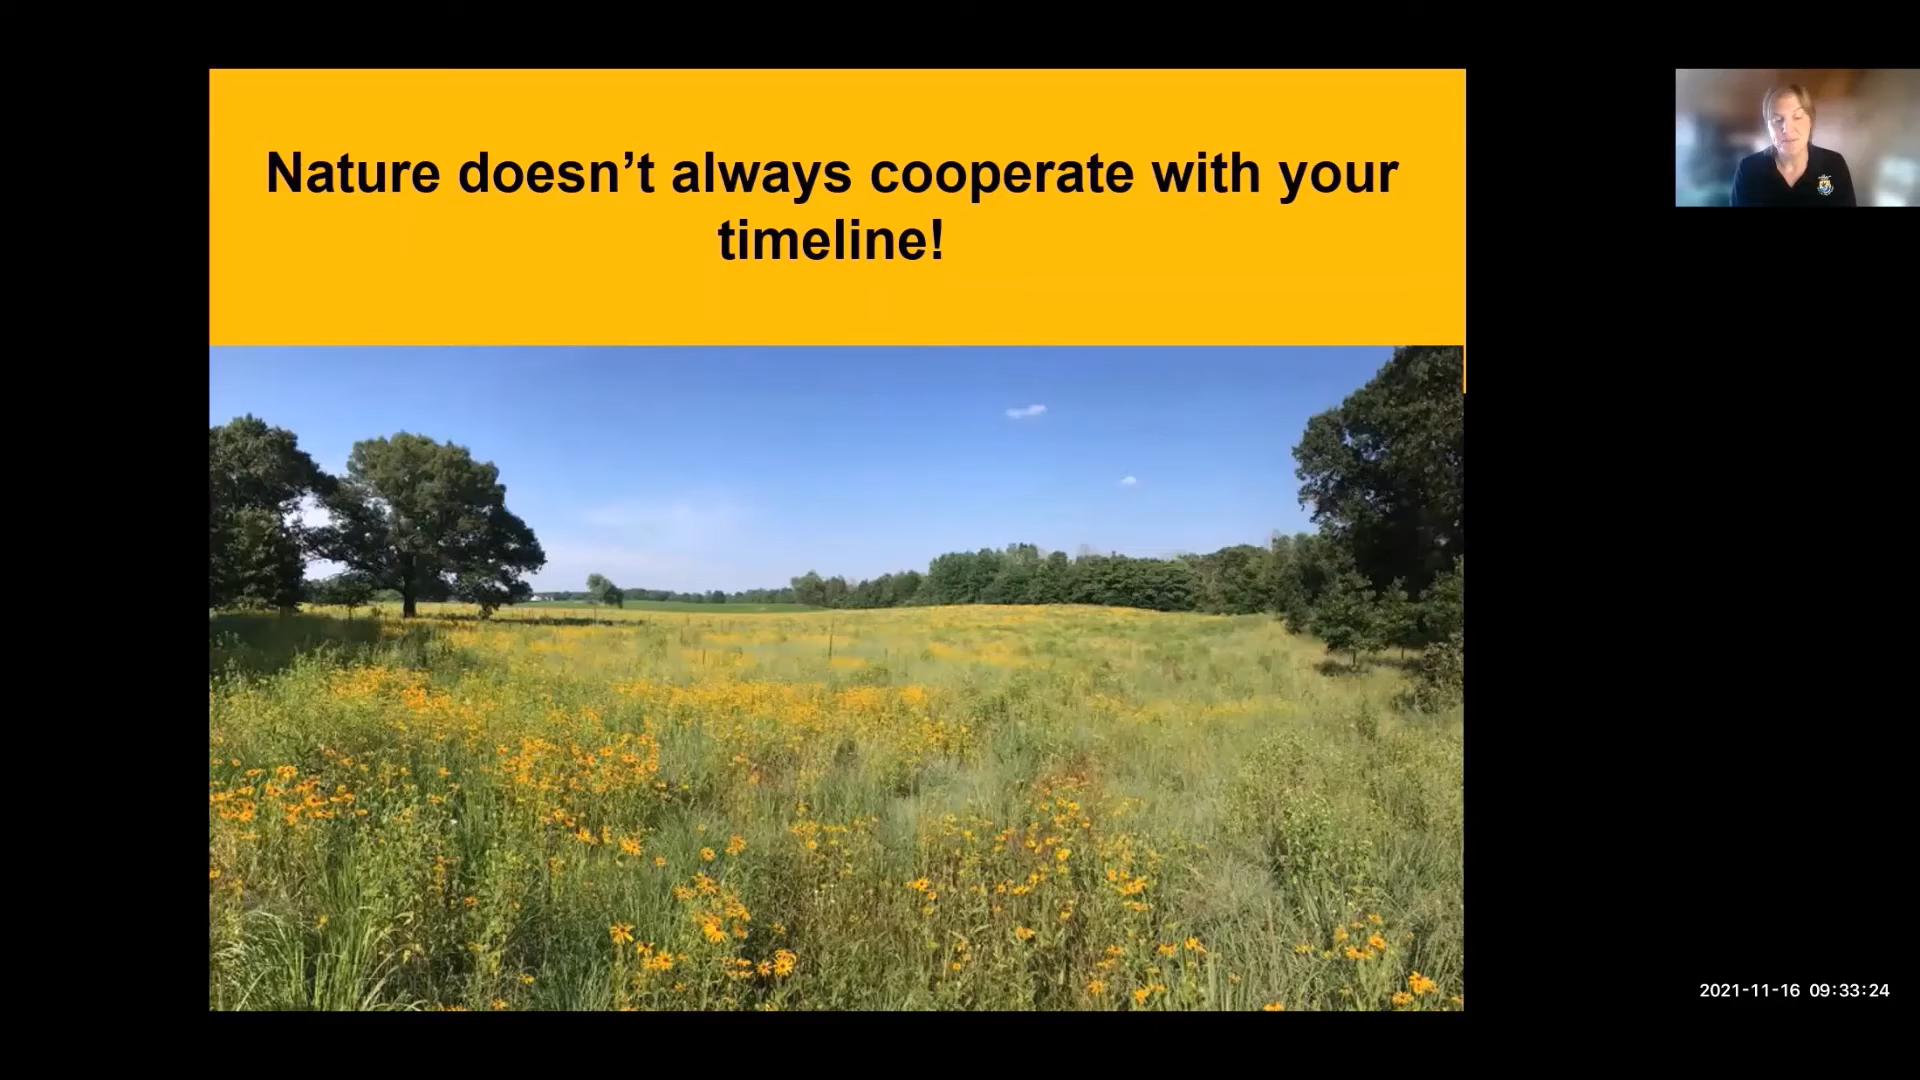 Nature doesn’t always cooperate with your
timeline!
2021-11-16 09:33:24